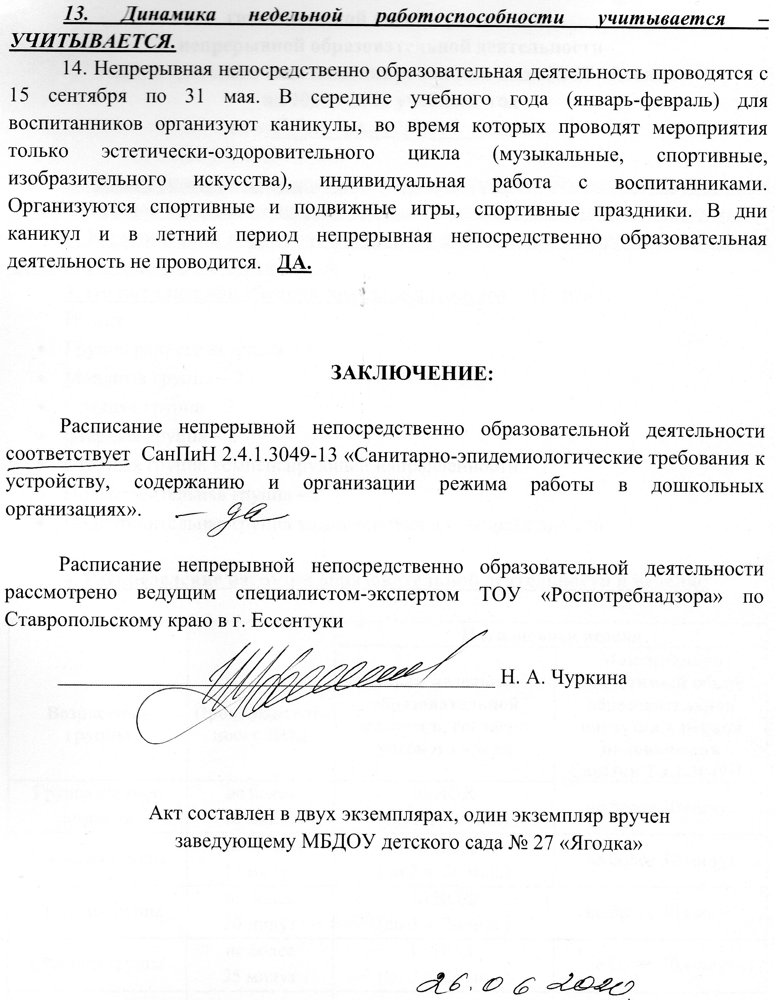 13. Динамика недельной работоспособности учитывается –
УЧИТЫВАЕТСЯ.
14. Непрерывная непосредственно образовательная деятельность проводятся с
15 сентября по 31 мая. В середине учебного года (январь-февраль) для
воспитанников организуют каникулы, во время которых проводят мероприятия
только эстетически-оздоровительного цикла (музыкальные, спортивные,
изобразительного искусства), индивидуальная работа с воспитанниками.
Организуются спортивные и подвижные игры, спортивные праздники. В дни
каникул и в летний период непрерывная непосредственно образовательная
деятельность не проводится. ДА.
ЗАКЛЮЧЕНИЕ:
Расписание непрерывной непосредственно образовательной деятельности
соответствует СанПиН 2.4.1.3049-13 «Санитарно-эпидемиологические требования к
устройству, содержанию и организации режима работы в дошкольных
организациях». – да
Расписание непрерывной непосредственно образовательной деятельности
рассмотрено ведущим специалистом-экспертом ТОУ «Роспотребнадзора» по
Ставропольскому краю в г. Ессентуки
Н. А. Чуркина
Акт составлен в двух экземплярах, один экземпляр вручен
заведующему МБДОУ детского сада № 27 «Ягодка»
26.06 2020